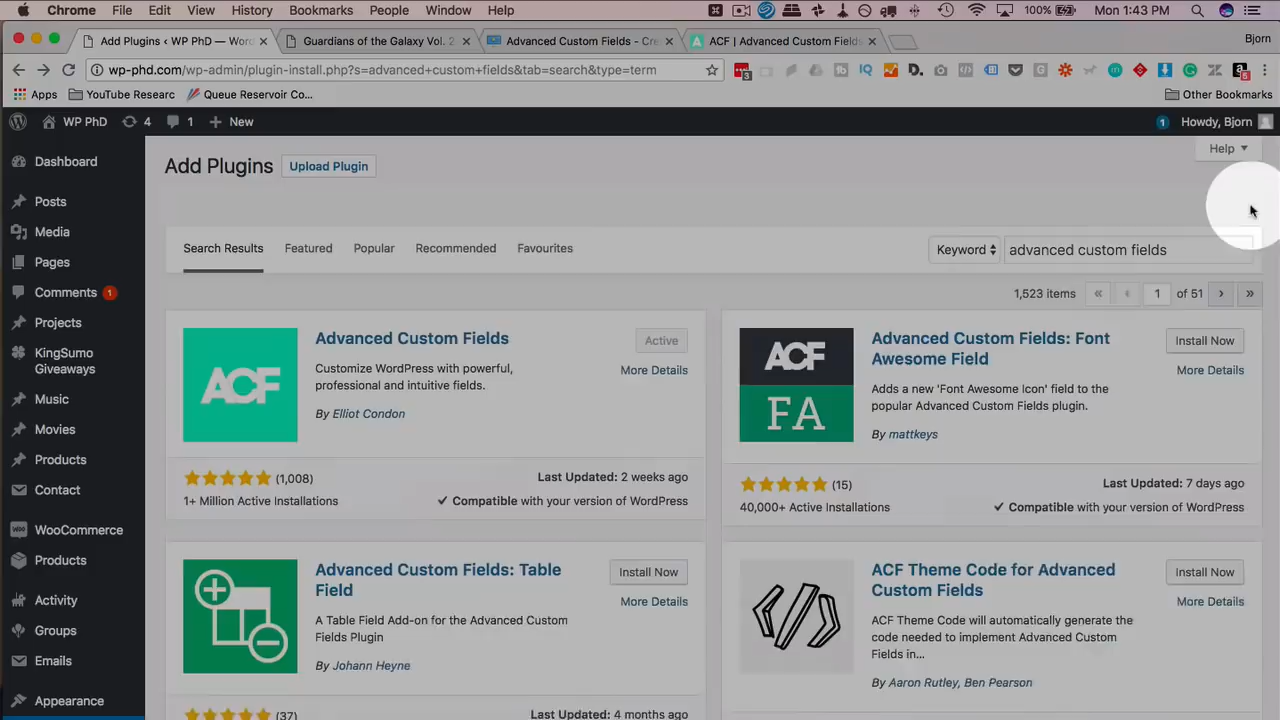 Chrome File Edit View History Bookmarks People Window Help 100% Mon 1:43 PM
Add Plugins ‹ WP PhD — Wor Guardians of the Galaxy Vol. 2 Advanced Custom Fields - Cre ACF | Advanced Custom Fields Bjorn
wp-phd.com/wp-admin/plugin-install.php?s=advanced+custom+fields&tab=search&type=term
Apps YouTube Researc Queue Reservoir Co... Other Bookmarks
WP PhD 4 1 + New 1 Howdy, Bjorn
Dashboard
Posts
Media
Pages
Comments 1
Projects
KingSumo
Giveaways
Music
Movies
Products
Contact
WooCommerce
Products
Activity
Groups
Emails
Appearance
Add Plugins Upload Plugin Help
Search Results Featured Popular Recommended Favourites Keyword advanced custom fields
1,523 items « ‹ 1 of 51 › »
ACF
Advanced Custom Fields Active
Customize WordPress with powerful, More Details
professional and intuitive fields.
By Elliot Condon
(1,008) Last Updated: 2 weeks ago
1+ Million Active Installations ✓ Compatible with your version of WordPress
ACF
FA
Advanced Custom Fields: Font Install Now
Awesome Field More Details
Adds a new 'Font Awesome Icon' field to the
popular Advanced Custom Fields plugin.
By mattkeys
(15) Last Updated: 7 days ago
40,000+ Active Installations ✓ Compatible with your version of WordPress
Advanced Custom Fields: Table Install Now
Field More Details
A Table Field Add-on for the Advanced Custom
Fields Plugin
By Johann Heyne
(37) Last Updated: 4 months ago
ACF Theme Code for Advanced Install Now
Custom Fields More Details
ACF Theme Code will automatically generate the
code needed to implement Advanced Custom
Fields in...
By Aaron Rutley, Ben Pearson